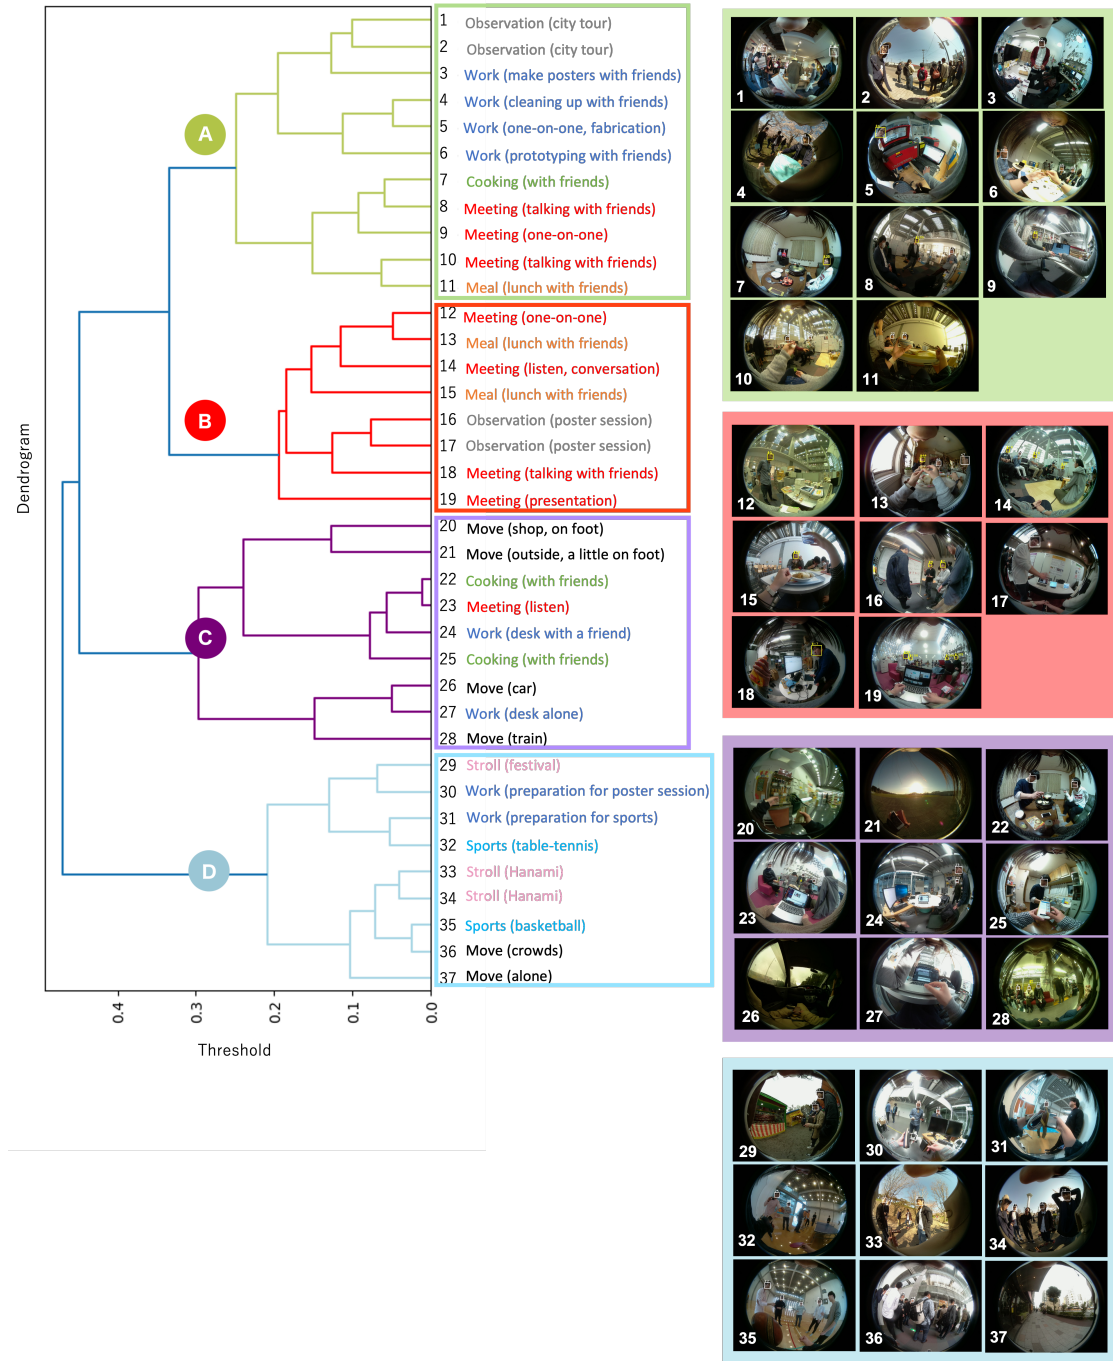 Dendrogram
A
B
C
D
1 Observation (city tour)
2 Observation (city tour)
3 Work (make posters with friends)
4 Work (cleaning up with friends)
5 Work (one-on-one, fabrication)
6 Work (prototyping with friends)
7 Cooking (with friends)
8 Meeting (talking with friends)
9 Meeting (one-on-one)
10 Meeting (talking with friends)
11 Meal (lunch with friends)
12 Meeting (one-on-one)
13 Meal (lunch with friends)
14 Meeting (listen, conversation)
15 Meal (lunch with friends)
16 Observation (poster session)
17 Observation (poster session)
18 Meeting (talking with friends)
19 Meeting (presentation)
20 Move (shop, on foot)
21 Move (outside, a little on foot)
22 Cooking (with friends)
23 Meeting (listen)
24 Work (desk with a friend)
25 Cooking (with friends)
26 Move (car)
27 Work (desk alone)
28 Move (train)
29 Stroll (festival)
30 Work (preparation for poster session)
31 Work (preparation for sports)
32 Sports (table-tennis)
33 Stroll (Hanami)
34 Stroll (Hanami)
35 Sports (basketball)
36 Move (crowds)
37 Move (alone)
0.4 0.3 0.2 0.1 0.0
Threshold
1 2 3
4 5 6
7 8 9
10 11
12 13 14
15 16 17
18 19
20 21 22
23 24 25
26 27 28
29 30 31
32 33 34
35 36 37